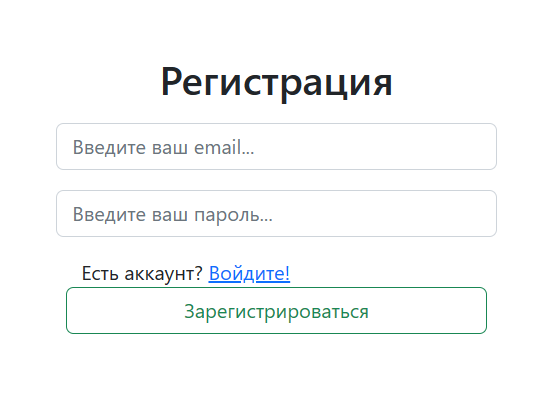 Регистрация
Введите ваш email...
Введите ваш пароль...
Есть аккаунт? Войдите!
Зарегистрироваться